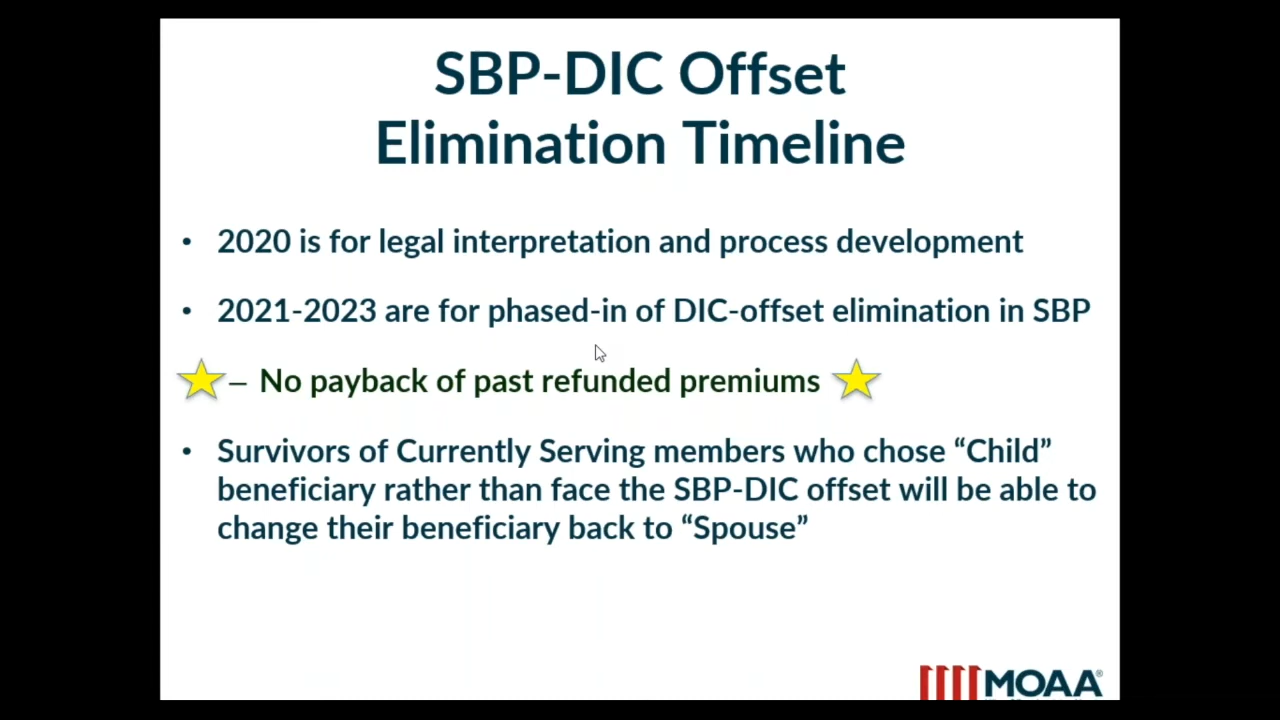 SBP-DIC Offset
Elimination Timeline
• 2020 is for legal interpretation and process development
• 2021-2023 are for phased-in of DIC-offset elimination in SBP
– No payback of past refunded premiums
• Survivors of Currently Serving members who chose “Child”
beneficiary rather than face the SBP-DIC offset will be able to
change their beneficiary back to “Spouse”
MOAA®